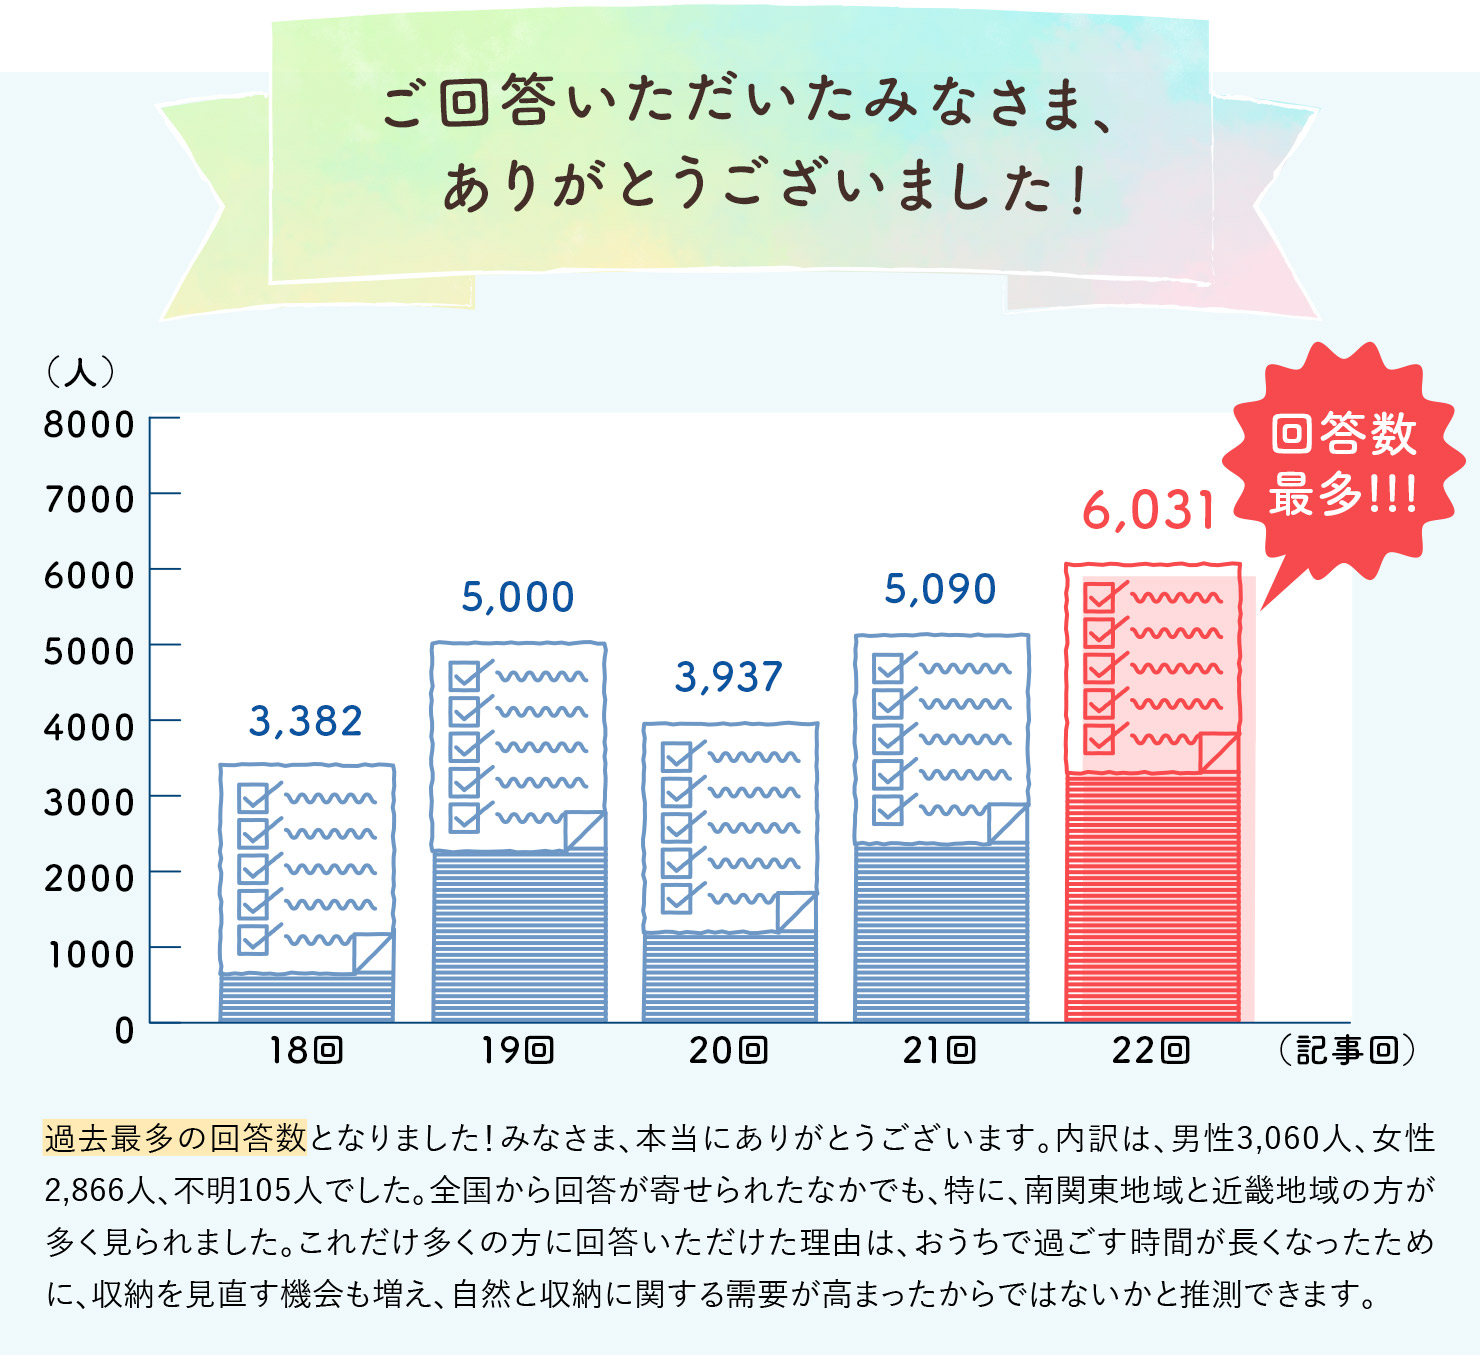 ご回答いただいたみなさま、
ありがとうございました!
(人)
8000
7000
6000
5000
4000
3000
2000
1000
0
3,382
5,000
3,937
5,090
6,031
回答数
最多!!!
18回
19回
20回
21回
22回
(記事回)
過去最多の回答数となりました!みなさま、本当にありがとうございます。内訳は、男性3,060人、女性
2,866人、不明105人でした。全国から回答が寄せられたなかでも、特に、南関東地域と近畿地域の方が
多く見られました。これだけ多くの方に回答いただけた理由は、おうちで過ごす時間が長くなったため
に、収納を見直す機会も増え、自然と収納に関する需要が高まったからではないかと推測できます。